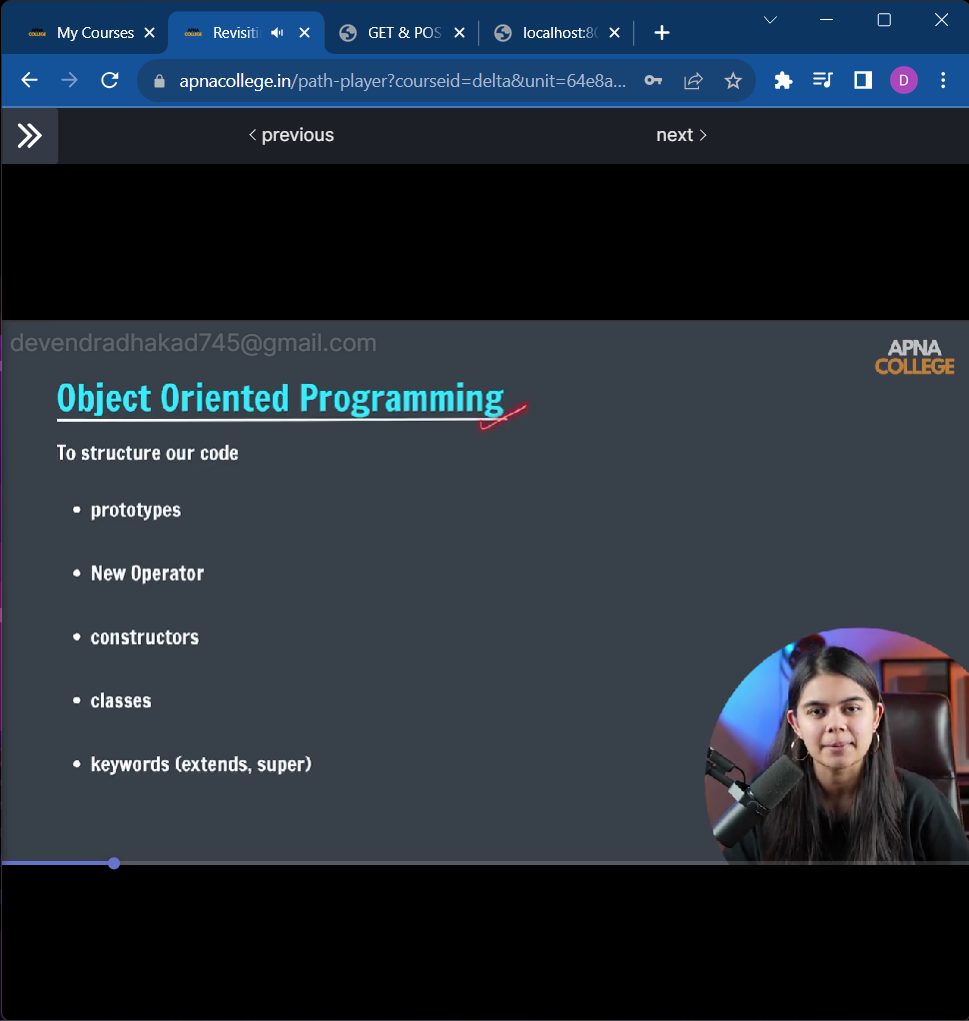 My Courses
Revisiti
GET & POS
localhost:80
apnacollege.in/path-player?courseid=delta&unit=64e8a...
D
previous
next
devendradhakad745@gmail.com
APNA
COLLEGE
Object Oriented Programming
To structure our code
• prototypes
• New Operator
• constructors
• classes
• keywords (extends, super)